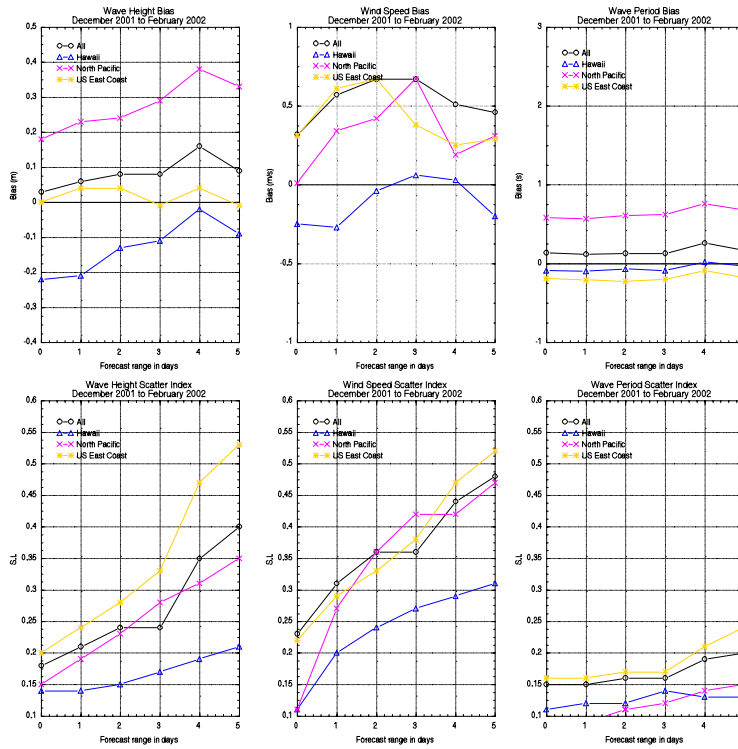 Wave Height Bias
December 2001 to February 2002
0,5
0,4
0,3
0,2
0,1
0
-0,1
-0,2
-0,3
-0,4
Bias (m)
All
Hawaii
North Pacific
US East Coast
0 1 2 3 4 5
Forecast range in days
Wind Speed Bias
December 2001 to February 2002
1
0,5
0
-0,5
-1
Bias (m/s)
All
Hawaii
North Pacific
US East Coast
0 1 2 3 4 5
Forecast range in days
Wave Period Bias
December 2001 to February 2002
3
2
1
0
-1
Bias (s)
All
Hawaii
North Pacific
US East Coast
0 1 2 3 4 5
Forecast range in days
Wave Height Scatter Index
December 2001 to February 2002
0,6
0,55
0,5
0,45
0,4
0,35
0,3
0,25
0,2
0,15
0,1
S.I.
All
Hawaii
North Pacific
US East Coast
0 1 2 3 4 5
Forecast range in days
Wind Speed Scatter Index
December 2001 to February 2002
0,6
0,55
0,5
0,45
0,4
0,35
0,3
0,25
0,2
0,15
0,1
S.I.
All
Hawaii
North Pacific
US East Coast
0 1 2 3 4 5
Forecast range in days
Wave Period Scatter Index
December 2001 to February 2002
0,6
0,55
0,5
0,45
0,4
0,35
0,3
0,25
0,2
0,15
0,1
S.I.
All
Hawaii
North Pacific
US East Coast
0 1 2 3 4 5
Forecast range in days